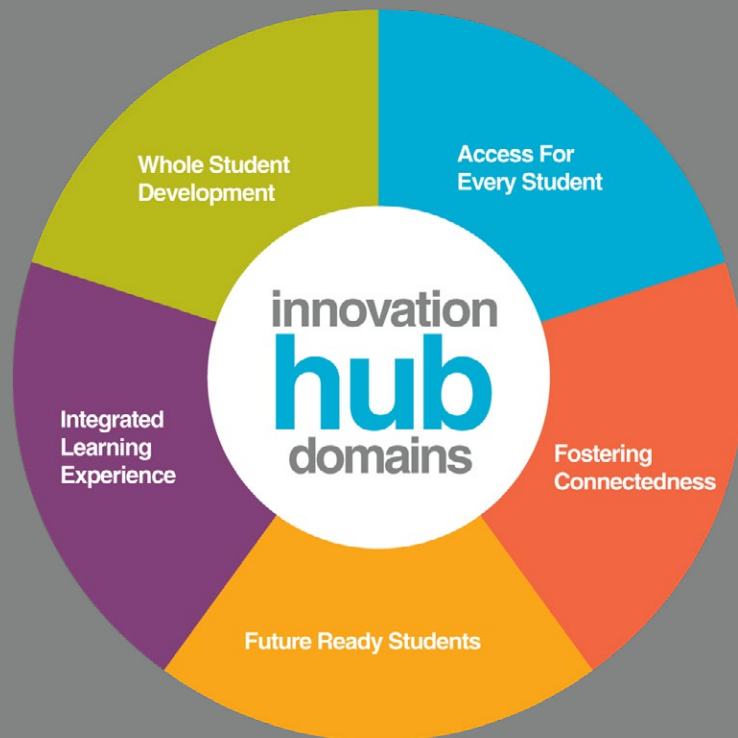 Whole Student
Development
Access For
Every Student
innovation
hub
domains
Integrated
Learning
Experience
Fostering
Connectedness
Future Ready Students